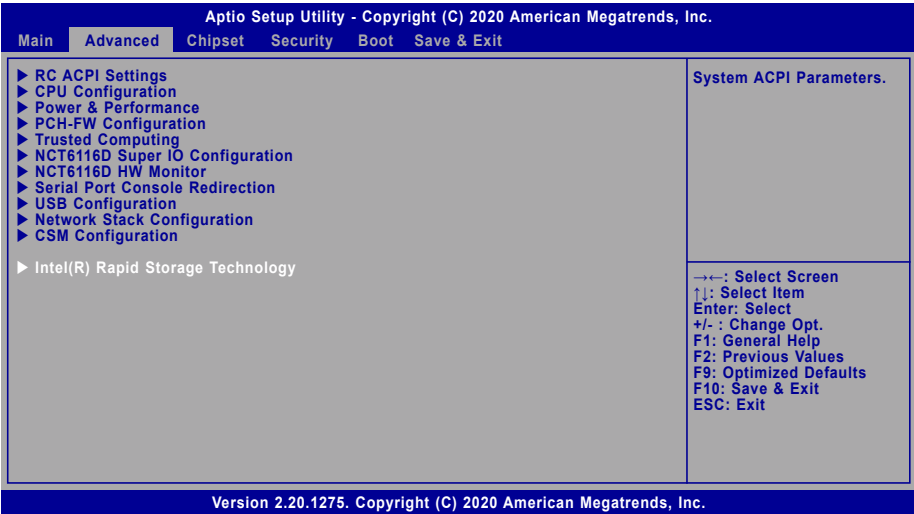 Aptio Setup Utility - Copyright (C) 2020 American Megatrends, Inc.
Main Advanced Chipset Security Boot Save & Exit
▶ RC ACPI Settings
▶ CPU Configuration
▶ Power & Performance
▶ PCH-FW Configuration
▶ Trusted Computing
▶ NCT6116D Super IO Configuration
▶ NCT6116D HW Monitor
▶ Serial Port Console Redirection
▶ USB Configuration
▶ Network Stack Configuration
▶ CSM Configuration
▶ Intel(R) Rapid Storage Technology
System ACPI Parameters.
→←: Select Screen
↑↓: Select Item
Enter: Select
+/- : Change Opt.
F1: General Help
F2: Previous Values
F9: Optimized Defaults
F10: Save & Exit
ESC: Exit
Version 2.20.1275. Copyright (C) 2020 American Megatrends, Inc.